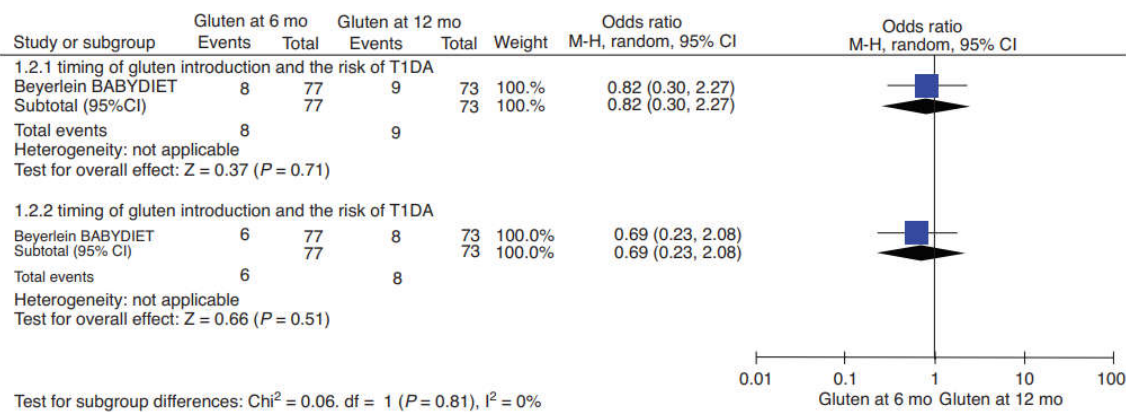 Gluten at 6 mo Gluten at 12 mo Odds ratio Odds ratio
Study or subgroup Events Total Events Total Weight M-H, random, 95% CI M-H, random, 95% CI
1.2.1 timing of gluten introduction and the risk of T1DA
Beyerlein BABYDIET 8 77 9 73 100.% 0.82 (0.30, 2.27)
Subtotal (95%CI) 77 73 100.% 0.82 (0.30, 2.27)
Total events 8 9
Heterogeneity: not applicable
Test for overall effect: Z = 0.37 (P = 0.71)
1.2.2 timing of gluten introduction and the risk of T1DA
Beyerlein BABYDIET 6 77 8 73 100.0% 0.69 (0.23, 2.08)
Subtotal (95% CI) 77 73 100.0% 0.69 (0.23, 2.08)
Total events 6 8
Heterogeneity: not applicable
Test for overall effect: Z = 0.66 (P = 0.51)
0.01 0.1 1 10 100
Test for subgroup differences: Chi² = 0.06. df = 1 (P = 0.81), I² = 0% Gluten at 6 mo Gluten at 12 mo